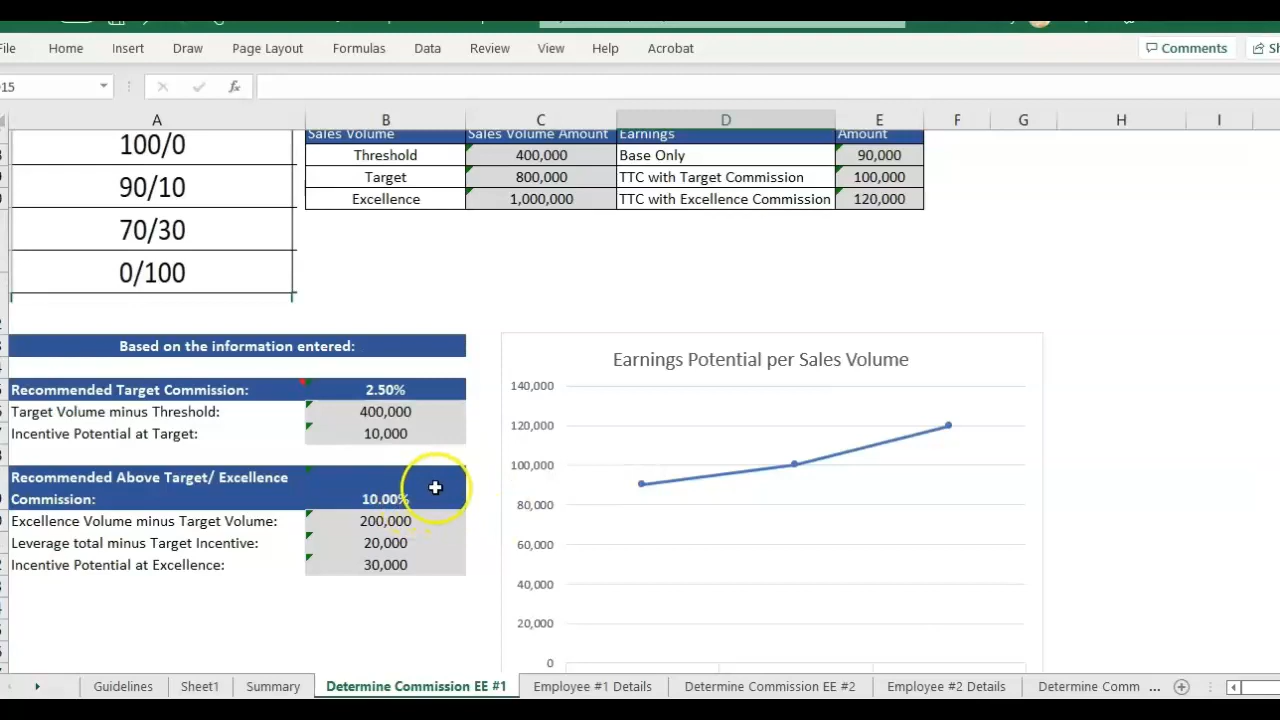 File Home Insert Draw Page Layout Formulas Data Review View Help Acrobat Comments Sh
15 fx
A B C D E F G H I
Sales Volume Sales Volume Amount Earnings Amount
100/0 Threshold 400,000 Base Only 90,000
90/10 Target 800,000 TTC with Target Commission 100,000
Excellence 1,000,000 TTC with Excellence Commission 120,000
70/30
0/100
Based on the information entered:
Recommended Target Commission: 2.50%
Target Volume minus Threshold: 400,000
Incentive Potential at Target: 10,000
Recommended Above Target/ Excellence
Commission: 10.00%
Excellence Volume minus Target Volume: 200,000
Leverage total minus Target Incentive: 20,000
Incentive Potential at Excellence: 30,000
Earnings Potential per Sales Volume
140,000
120,000
100,000
80,000
60,000
40,000
20,000
0
Guidelines Sheet1 Summary Determine Commission EE #1 Employee #1 Details Determine Commission EE #2 Employee #2 Details Determine Comm ...